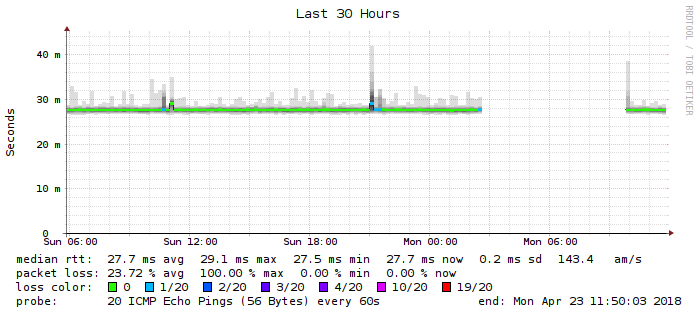 Last 30 Hours
RRDTOOL / TOBI OETIKER
Seconds
40 m
30 m
20 m
10 m
0
Sun 06:00 Sun 12:00 Sun 18:00 Mon 00:00 Mon 06:00
median rtt: 27.7 ms avg 29.1 ms max 27.5 ms min 27.7 ms now 0.2 ms sd 143.4 am/s
packet loss: 23.72 % avg 100.00 % max 0.00 % min 0.00 % now
loss color: 0 1/20 2/20 3/20 4/20 10/20 19/20
probe: 20 ICMP Echo Pings (56 Bytes) every 60s end: Mon Apr 23 11:50:03 2018